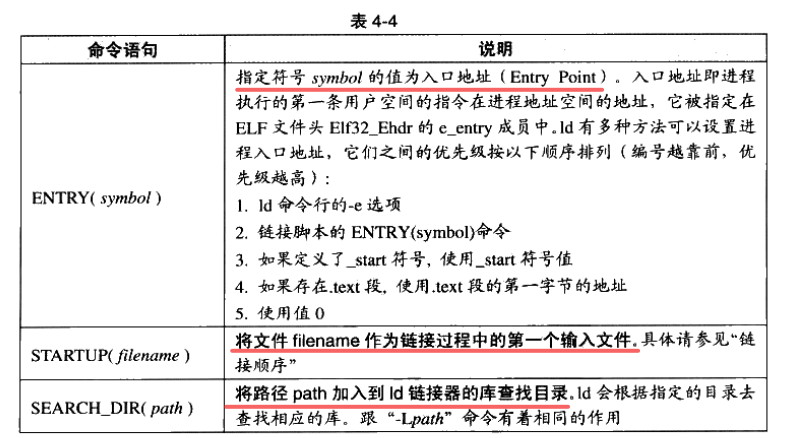 表 4-4
命令语句 说明
ENTRY( symbol )
指定符号 symbol 的值为入口地址（Entry Point）。入口地址即进程
执行的第一条用户空间的指令在进程地址空间的地址，它被指定在
ELF 文件头 Elf32_Ehdr 的 e_entry 成员中。ld 有多种方法可以设置进
程入口地址，它们之间的优先级按以下顺序排列（编号越靠前，优
先级越高）：
1. ld 命令行的-e 选项
2. 链接脚本的 ENTRY(symbol)命令
3. 如果定义了_start 符号，使用_start 符号值
4. 如果存在.text 段，使用.text 段的第一字节的地址
5. 使用值 0
STARTUP( filename )
将文件 filename 作为链接过程中的第一个输入文件。具体请参见“链
接顺序”
SEARCH_DIR( path )
将路径 path 加入到 ld 链接器的库查找目录。ld 会根据指定的目录去
查找相应的库。跟“-Lpath”命令有着相同的作用